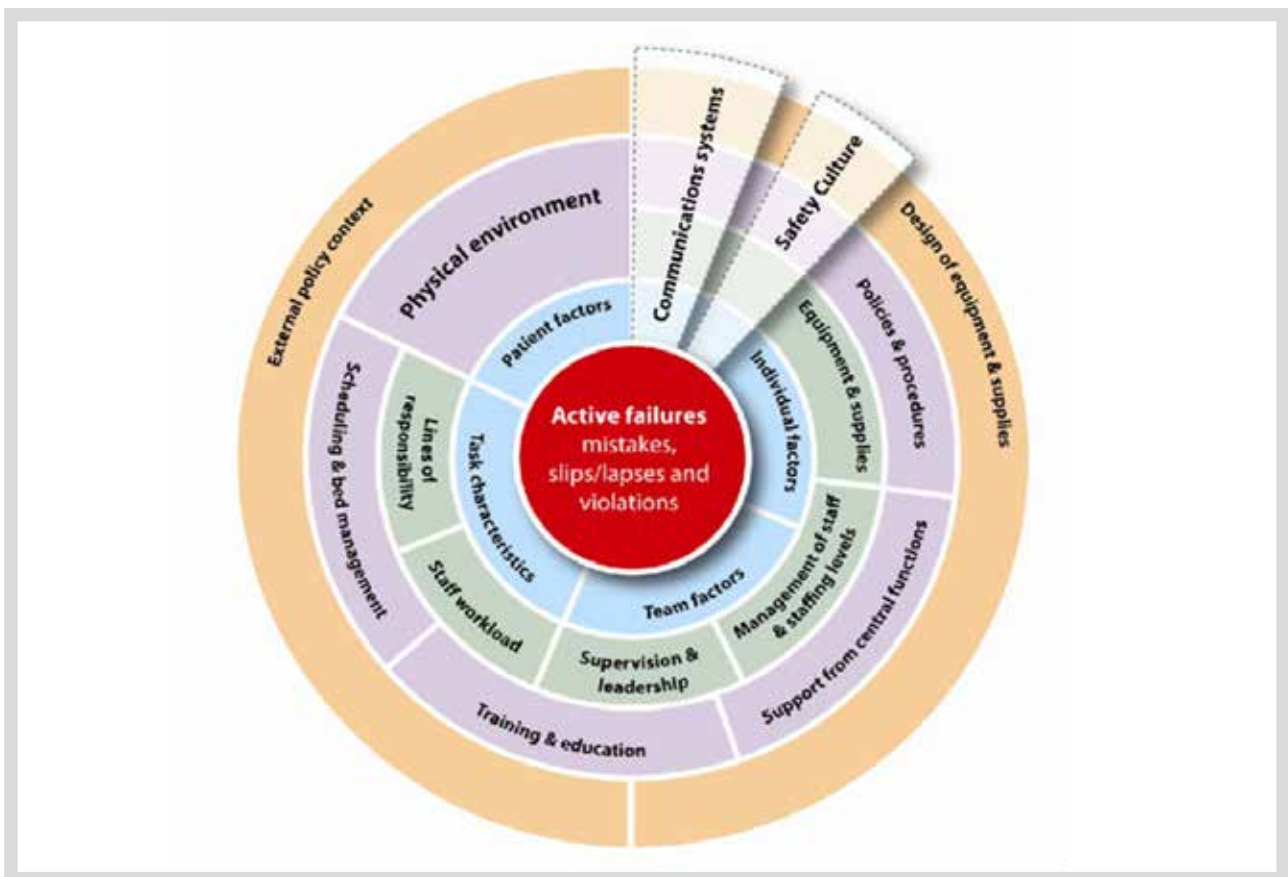 External policy context
Design of equipment & supplies
Physical environment
Communications systems
Safety Culture
Policies & procedures
Support from central functions
Training & education
Scheduling & bed management
Equipment & supplies
Management of staff
& staffing levels
Supervision &
leadership
Staff workload
Lines of
responsibility
Patient factors
Individual factors
Team factors
Task characteristics
Active failures
mistakes,
slips/lapses and
violations